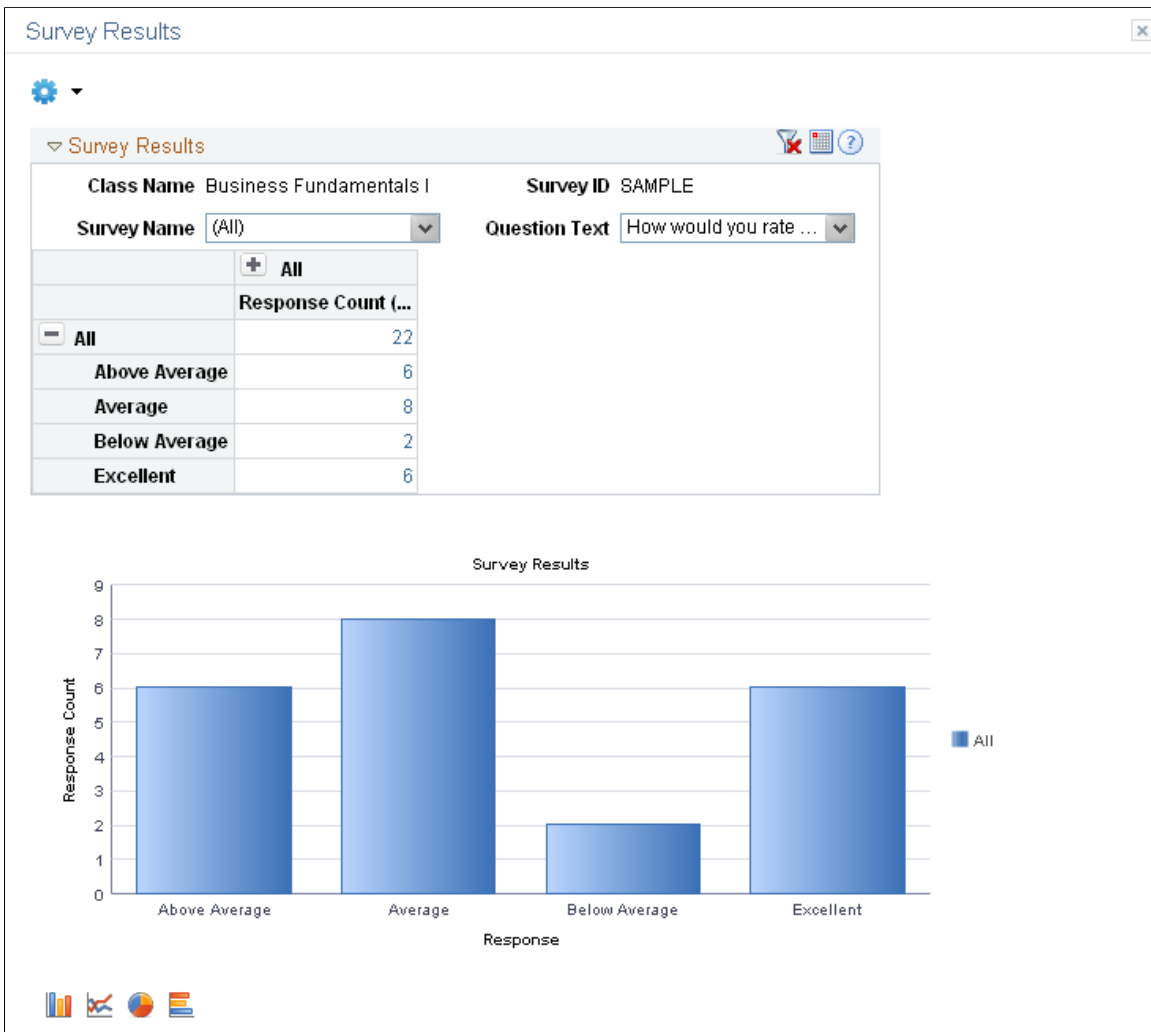 Survey Results
Survey Results
Class Name Business Fundamentals I Survey ID SAMPLE
Survey Name (All) Question Text How would you rate ...
All
Response Count (...
All 22
Above Average 6
Average 8
Below Average 2
Excellent 6
Survey Results
9
8
7
6
5
4
3
2
1
0
Response Count
Above Average Average Below Average Excellent
Response
All